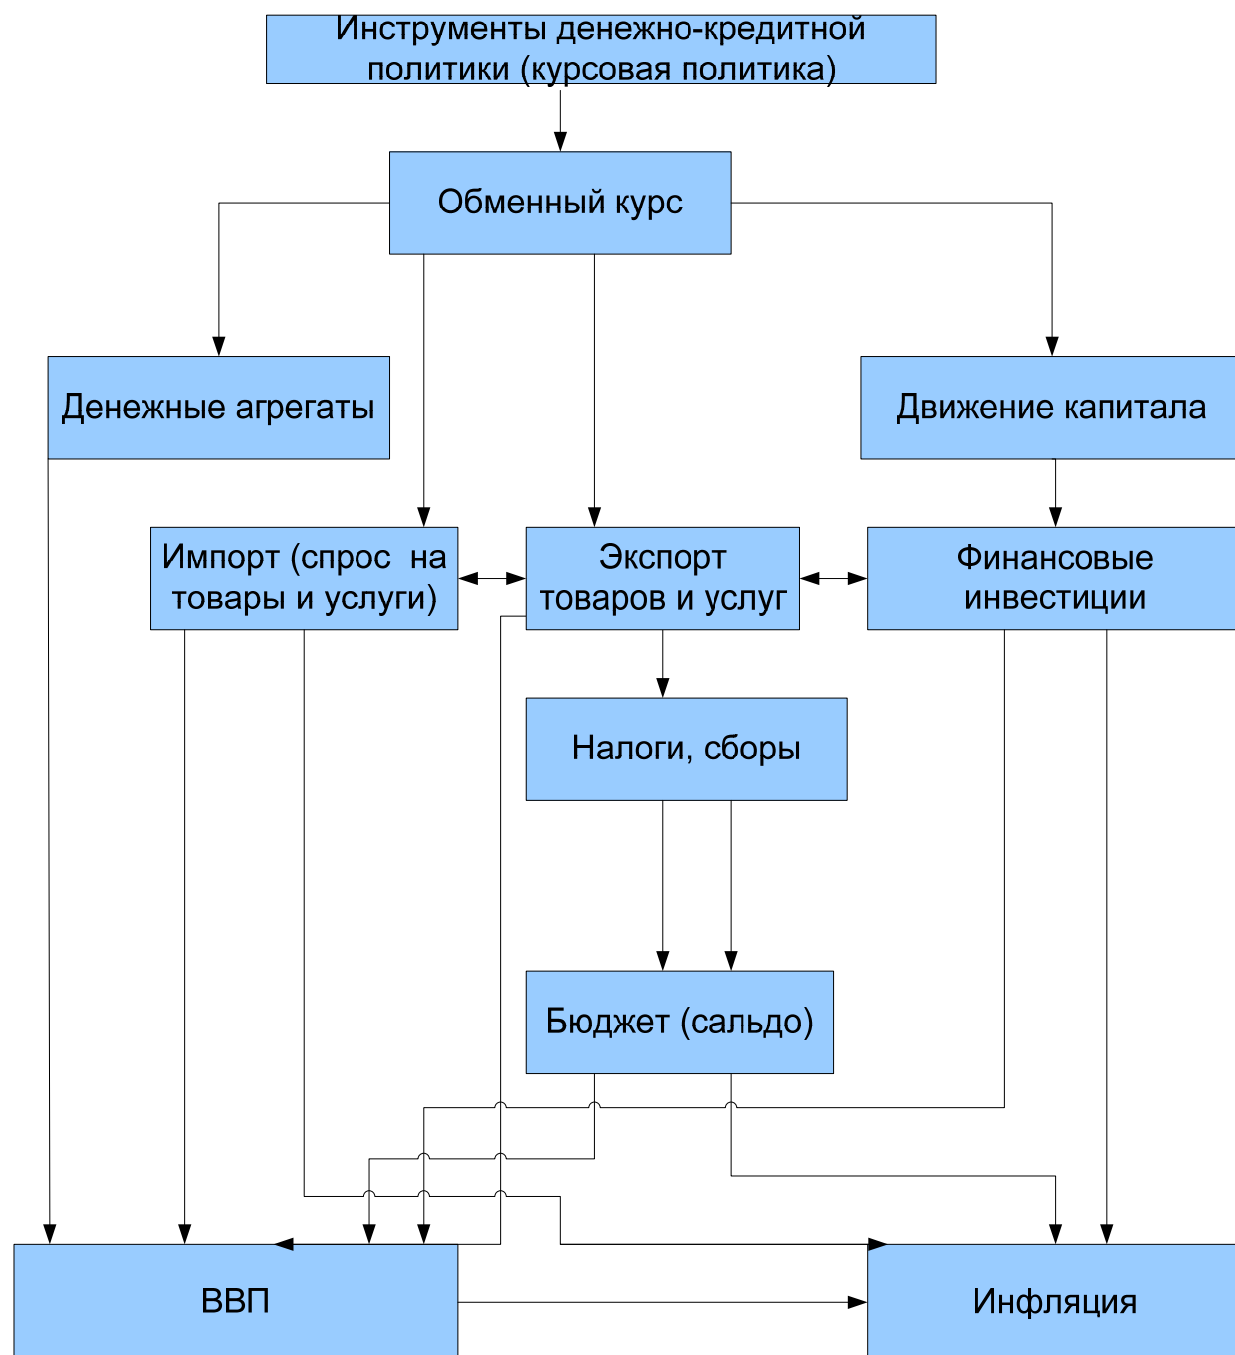 Инструменты денежно-кредитной
политики (курсовая политика)
Обменный курс
Денежные агрегаты
Движение капитала
Импорт (спрос на
товары и услуги)
Экспорт
товаров и услуг
Финансовые
инвестиции
Налоги, сборы
Бюджет (сальдо)
ВВП
Инфляция